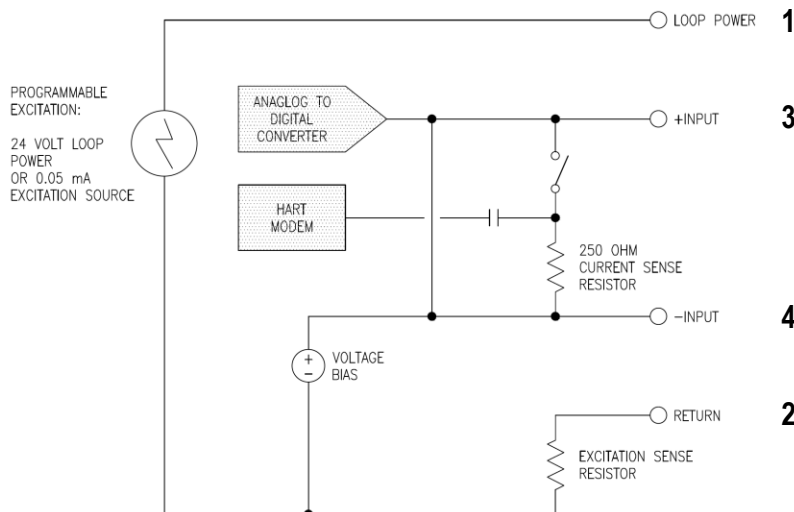 LOOP POWER 1
PROGRAMMABLE
EXCITATION:
24 VOLT LOOP
POWER
OR 0.05 mA
EXCITATION SOURCE
ANAGLOG TO
DIGITAL
CONVERTER
+INPUT 3
HART
MODEM
250 OHM
CURRENT SENSE
RESISTOR
−INPUT 4
+
−
VOLTAGE
BIAS
RETURN 2
EXCITATION SENSE
RESISTOR